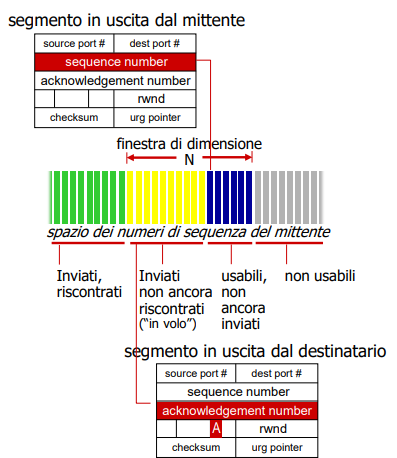 segmento in uscita dal mittente
source port # dest port #
sequence number
acknowledgement number
rwnd
checksum urg pointer
finestra di dimensione
N
spazio dei numeri di sequenza del mittente
Inviati, riscontrati
Inviati non ancora riscontrati ("in volo")
usabili, non ancora inviati
non usabili
segmento in uscita dal destinatario
source port # dest port #
sequence number
acknowledgement number
A rwnd
checksum urg pointer